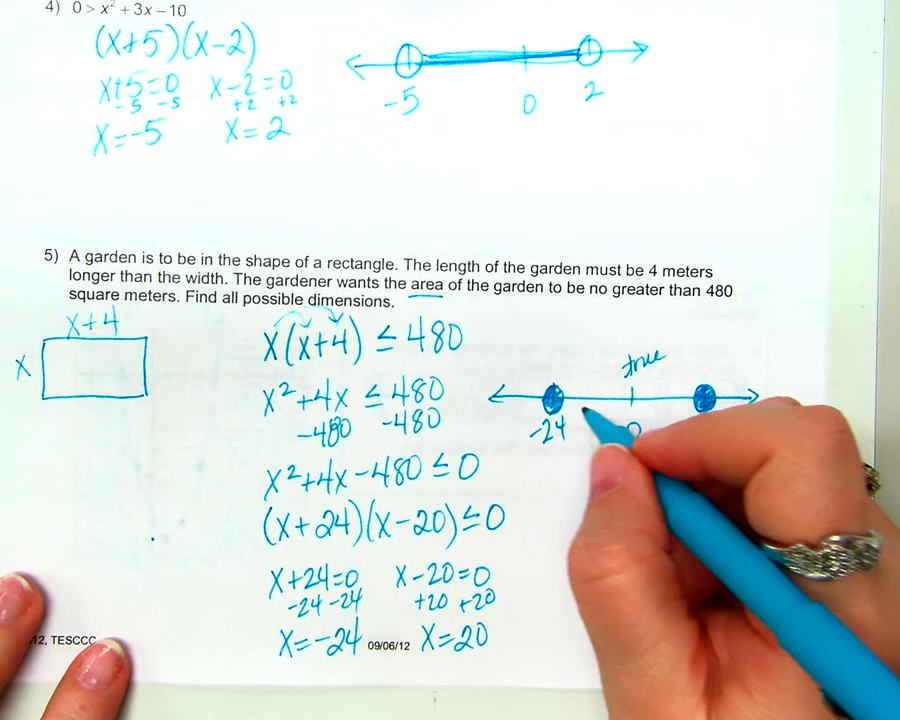 4) 0 > x² + 3x – 10
(x+5)(x-2)
x+5=0 x-2=0
-5 -5 +2 +2
x=-5 x=2
-5 0 2
5) A garden is to be in the shape of a rectangle. The length of the garden must be 4 meters
longer than the width. The gardener wants the area of the garden to be no greater than 480
square meters. Find all possible dimensions.
x+4
x
x(x+4) ≤ 480
x²+4x ≤ 480
-480 -480
x²+4x-480 ≤ 0
(x+24)(x-20) ≤ 0
x+24=0 x-20=0
-24 -24 +20 +20
x=-24 x=20
true
-24 0
12, TESCCC 09/06/12